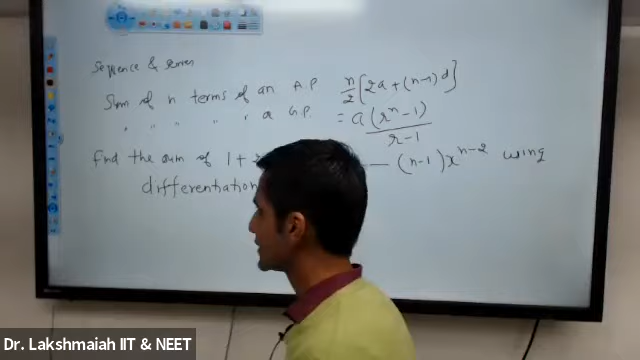 Sequence & Series
Sum of n terms of an A.P n/2 [2a + (n-1)d]
" " " " " a G.P. = a(r^n - 1)/(r-1)
Find the sum of 1 + — (n-1)x^{n-2} using
differentiation
Dr. Lakshmaiah IIT & NEET